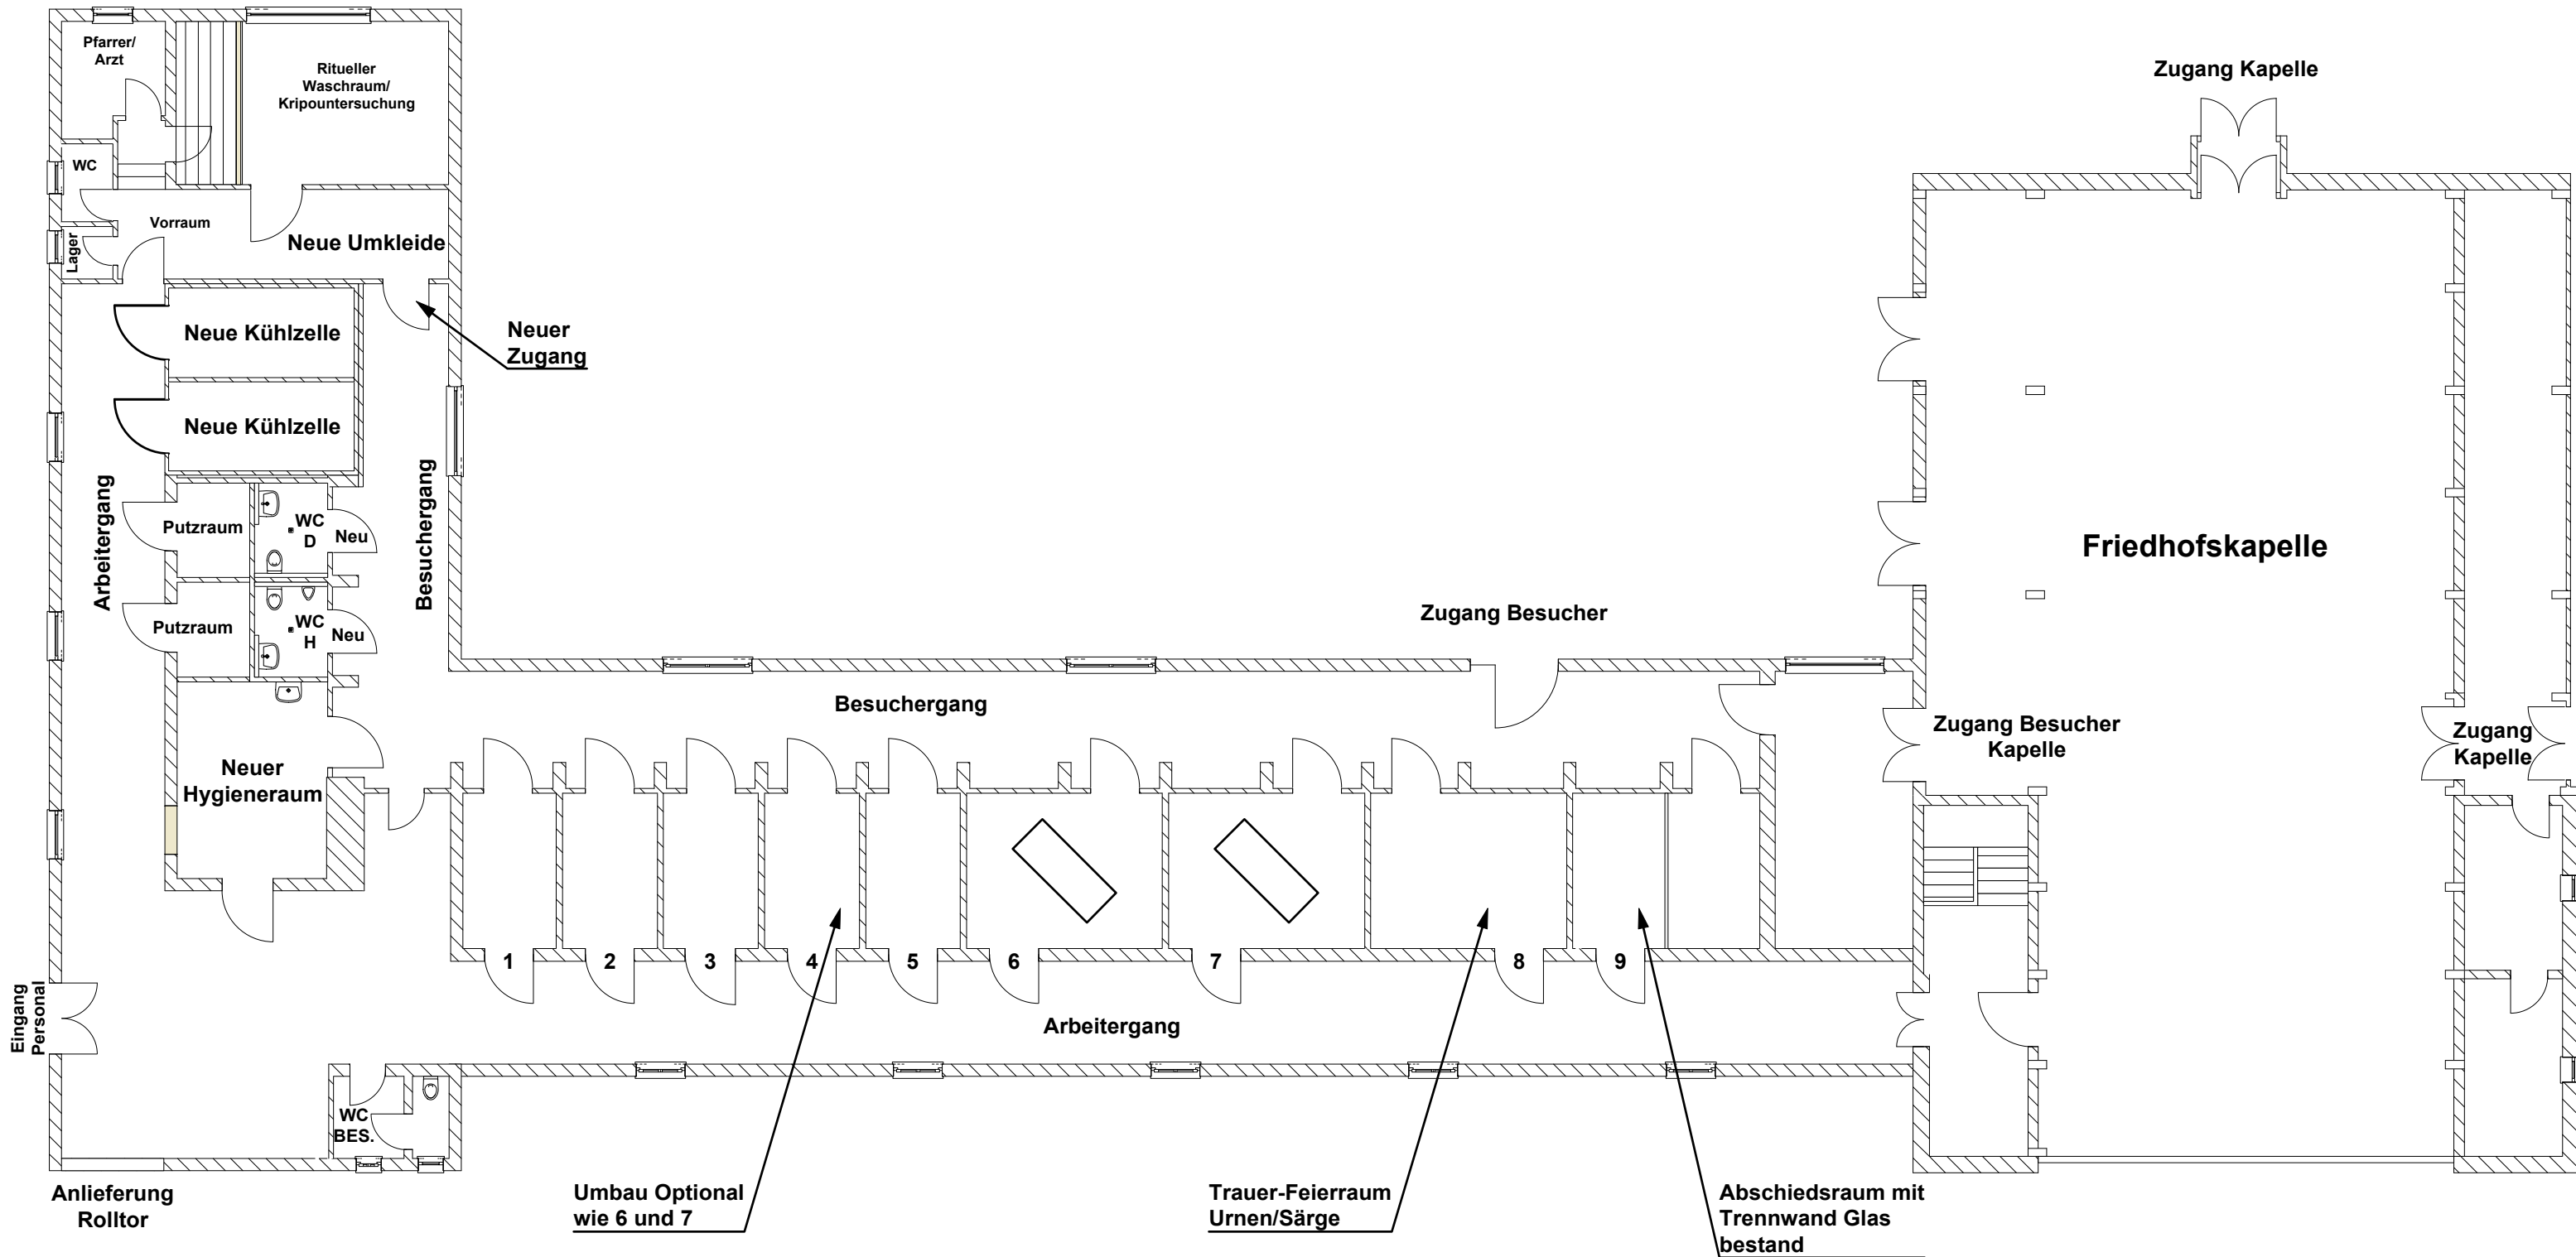 Pfarrer/
Arzt
Ritueller
Waschraum/
Kripountersuchung
Zugang Kapelle
WC
Vorraum
Lager
Neue Umkleide
Neue Kühlzelle
Neuer
Zugang
Neue Kühlzelle
Arbeitergang
Besuchergang
Putzraum
WC
D
Neu
Putzraum
WC
H
Neu
Friedhofskapelle
Zugang Besucher
Besuchergang
Zugang Besucher
Kapelle
Zugang
Kapelle
Neuer
Hygieneraum
1
2
3
4
5
6
7
8
9
Eingang
Personal
Arbeitergang
WC
BES.
Anlieferung
Rolltor
Umbau Optional
wie 6 und 7
Trauer-Feierraum
Urnen/Särge
Abschiedsraum mit
Trennwand Glas
bestand